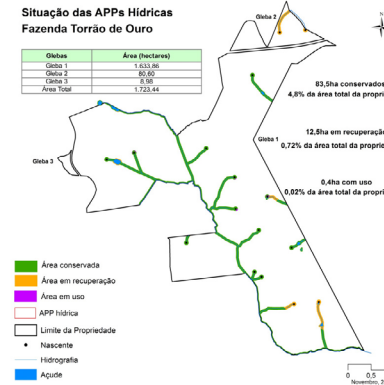 Situação das APPs Hídricas
Fazenda Torrão de Ouro
Gleba 2
N
Glebas Área (hectares)
Gleba 1 1.633,86
Gleba 2 80,60
Gleba 3 8,98
Área Total 1.723,44
83,5ha conservados
4,8% da área total da
12,5ha em recuperação
Gleba 1
0,72% da área total da
0,4ha com uso
0,02% da área total da
Gleba 3
Área conservada
Área em recuperação
Área em uso
APP hídrica
Limite da Propriedade
Nascente
Hidrografia
Açude
0 0,5
Novembro, 2